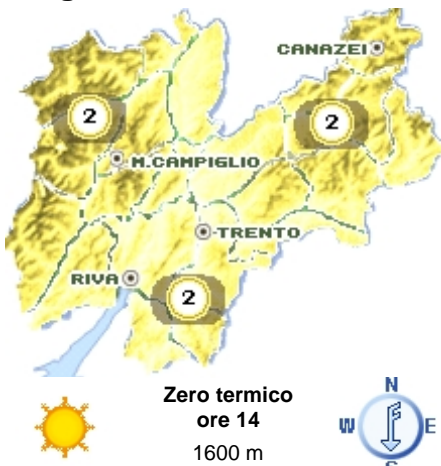 CANAZEI
2
2
M.CAMPIGLIO
TRENTO
RIVA
2
Zero termico
ore 14
1600 m
N
W E
S